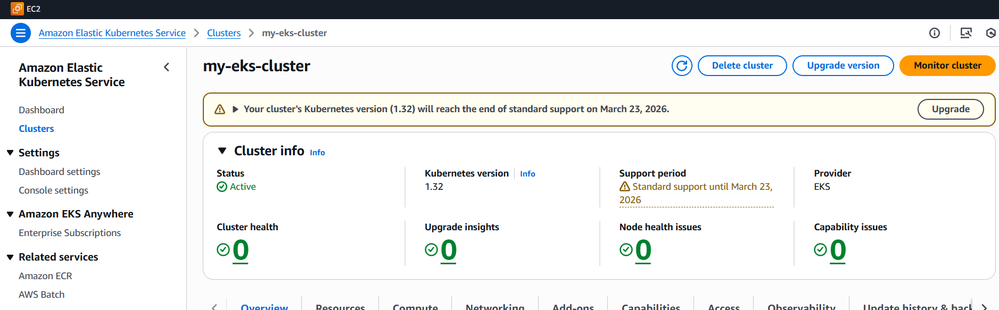 EC2
Amazon Elastic Kubernetes Service
Clusters
my-eks-cluster
Amazon Elastic
Kubernetes Service
Dashboard
Clusters
Settings
Dashboard settings
Console settings
Amazon EKS Anywhere
Enterprise Subscriptions
Related services
Amazon ECR
AWS Batch
my-eks-cluster
Delete cluster
Upgrade version
Monitor cluster
Your cluster's Kubernetes version (1.32) will reach the end of standard support on March 23, 2026.
Upgrade
Cluster info Info
Status
Active
Kubernetes version Info
1.32
Support period
Standard support until March 23,
2026
Provider
EKS
Cluster health
0
Upgrade insights
0
Node health issues
0
Capability issues
0
Overview
Resources
Compute
Networking
Add-ons
Capabilities
Access
Observability
Update history &